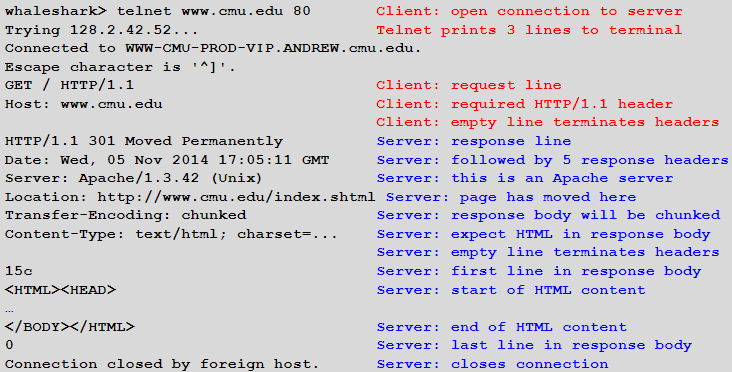 whaleshark> telnet www.cmu.edu 80 Client: open connection to server
Trying 128.2.42.52... Telnet prints 3 lines to terminal
Connected to WWW-CMU-PROD-VIP.ANDREW.cmu.edu.
Escape character is '^]'.
GET / HTTP/1.1 Client: request line
Host: www.cmu.edu Client: required HTTP/1.1 header
Client: empty line terminates headers
HTTP/1.1 301 Moved Permanently Server: response line
Date: Wed, 05 Nov 2014 17:05:11 GMT Server: followed by 5 response headers
Server: Apache/1.3.42 (Unix) Server: this is an Apache server
Location: http://www.cmu.edu/index.shtml Server: page has moved here
Transfer-Encoding: chunked Server: response body will be chunked
Content-Type: text/html; charset=... Server: expect HTML in response body
Server: empty line terminates headers
15c Server: first line in response body
<HTML><HEAD> Server: start of HTML content
…
</BODY></HTML> Server: end of HTML content
0 Server: last line in response body
Connection closed by foreign host. Server: closes connection